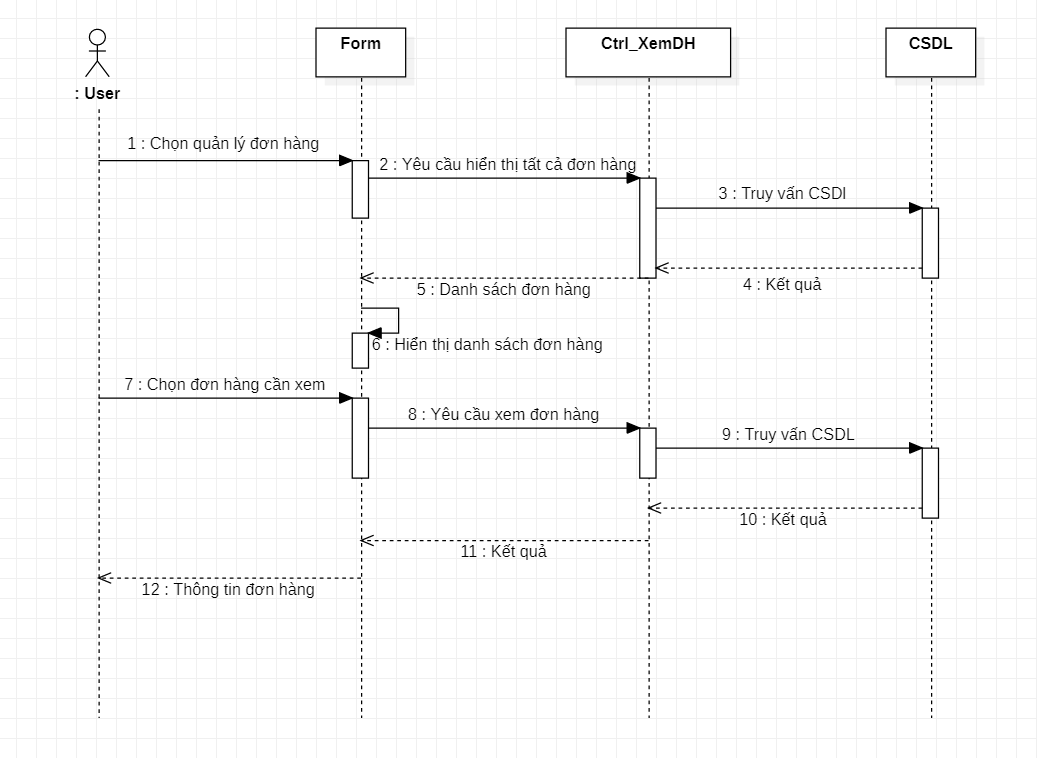 Form
Ctrl_XemDH
CSDL
: User
1 : Chọn quản lý đơn hàng
2 : Yêu cầu hiển thị tất cả đơn hàng
3 : Truy vấn CSDl
4 : Kết quả
5 : Danh sách đơn hàng
6 : Hiển thị danh sách đơn hàng
7 : Chọn đơn hàng cần xem
8 : Yêu cầu xem đơn hàng
9 : Truy vấn CSDL
10 : Kết quả
11 : Kết quả
12 : Thông tin đơn hàng